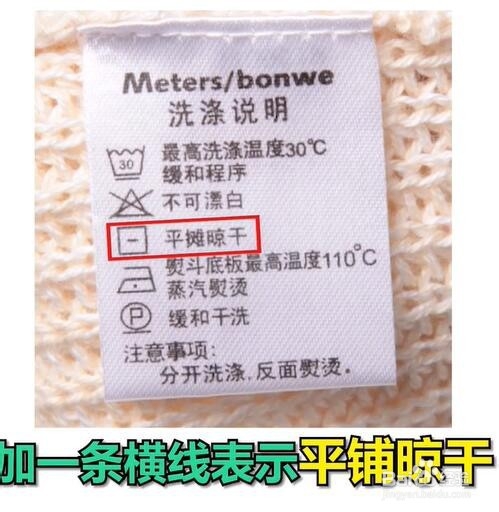 Meters/bonwe
洗涤说明
30
最高洗涤温度30℃
缓和程序
不可漂白
平摊晾干
熨斗底板最高温度110℃
蒸汽熨烫
P
缓和干洗
注意事项:
分开洗涤,反面熨烫。
加一条横线表示平铺晾干